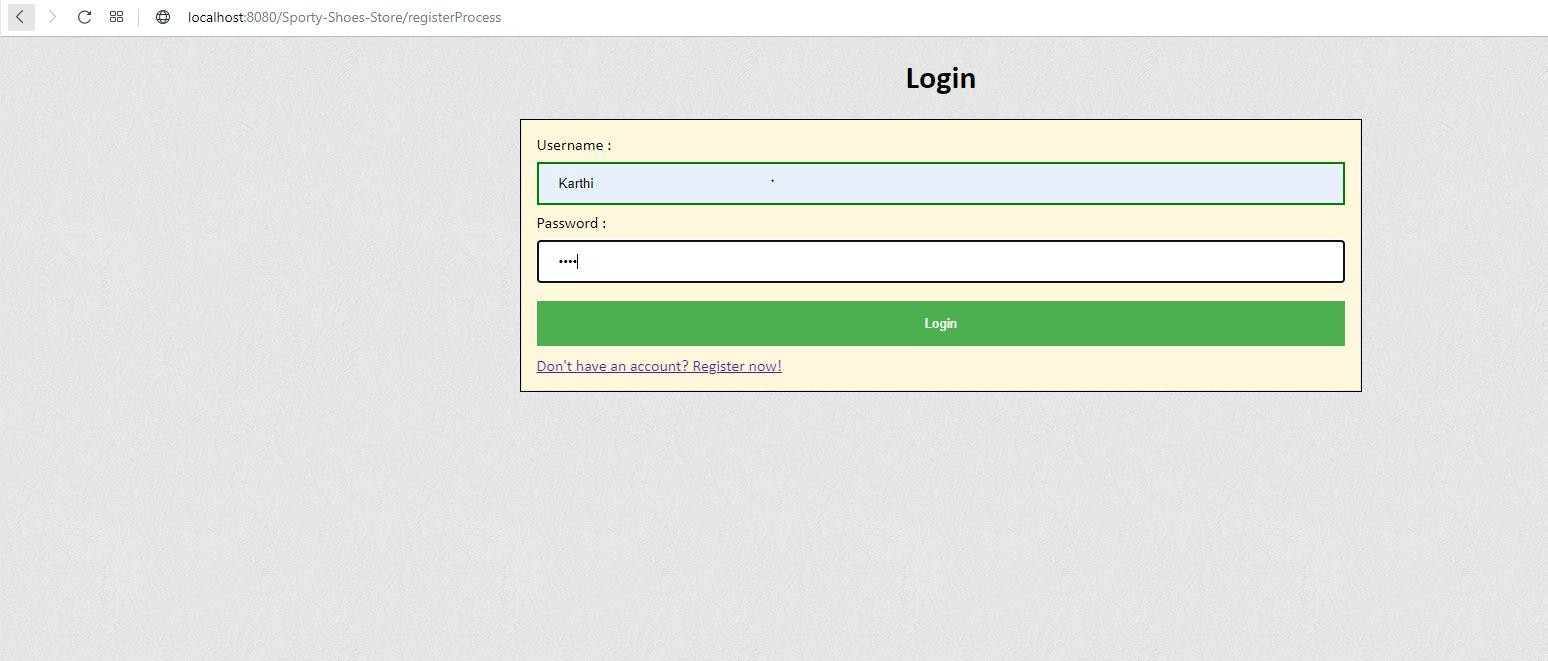 localhost:8080/Sporty-Shoes-Store/registerProcess
Login
Username :
Karthi
Password :
••••
Login
Don't have an account? Register now!